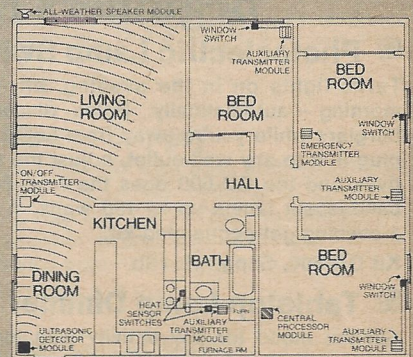 ALL-WEATHER SPEAKER MODULE
WINDOW
SWITCH
AUXILIARY
TRANSMITTER
MODULE
BED
ROOM
LIVING
ROOM
BED
ROOM
WINDOW
SWITCH
EMERGENCY
TRANSMITTER
MODULE
ON/OFF
TRANSMITTER
MODULE
HALL
AUXILIARY
TRANSMITTER
MODULE
KITCHEN
BATH
BED
ROOM
DINING
ROOM
HEAT
SENSOR
SWITCHES
WINDOW
SWITCH
AUXILIARY
TRANSMITTER
MODULE
FURN
CENTRAL
PROCESSOR
MODULE
ULTRASONIC
DETECTOR
MODULE
AUXILIARY
TRANSMITTER
MODULE
FURNACE RM